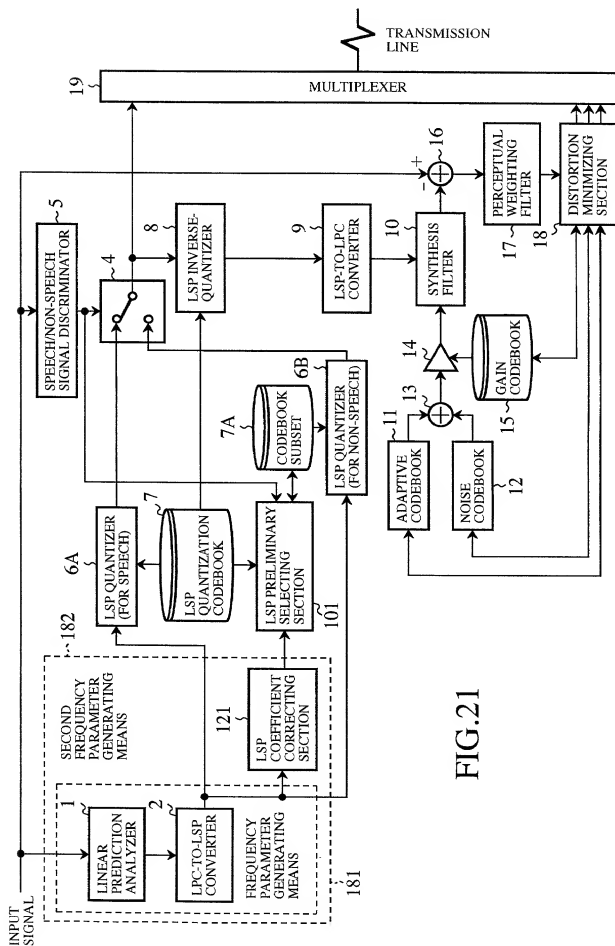 INPUT
SIGNAL
1
LINEAR
PREDICTION
ANALYZER
2
LPC-TO-LSP
CONVERTER
FREQUENCY
PARAMETER
GENERATING
MEANS
181
SECOND
FREQUENCY
PARAMETER
GENERATING
MEANS
182
121
LSP
COEFFICIENT
CORRECTING
SECTION
6A
LSP QUANTIZER
(FOR SPEECH)
7
LSP
QUANTIZATION
CODEBOOK
LSP PRELIMINARY
SELECTING
SECTION
101
7A
CODEBOOK
SUBSET
6B
LSP QUANTIZER
(FOR NON-SPEECH)
5
SPEECH/NON-SPEECH
SIGNAL DISCRIMINATOR
4
8
LSP INVERSE-
QUANTIZER
9
LSP-TO-LPC
CONVERTER
10
SYNTHESIS
FILTER
11
ADAPTIVE
CODEBOOK
NOISE
CODEBOOK
12
13
14
GAIN
CODEBOOK
15
+
-
16
PERCEPTUAL
WEIGHTING
FILTER
17
18
DISTORTION
MINIMIZING
SECTION
19
MULTIPLEXER
TRANSMISSION
LINE
FIG.21